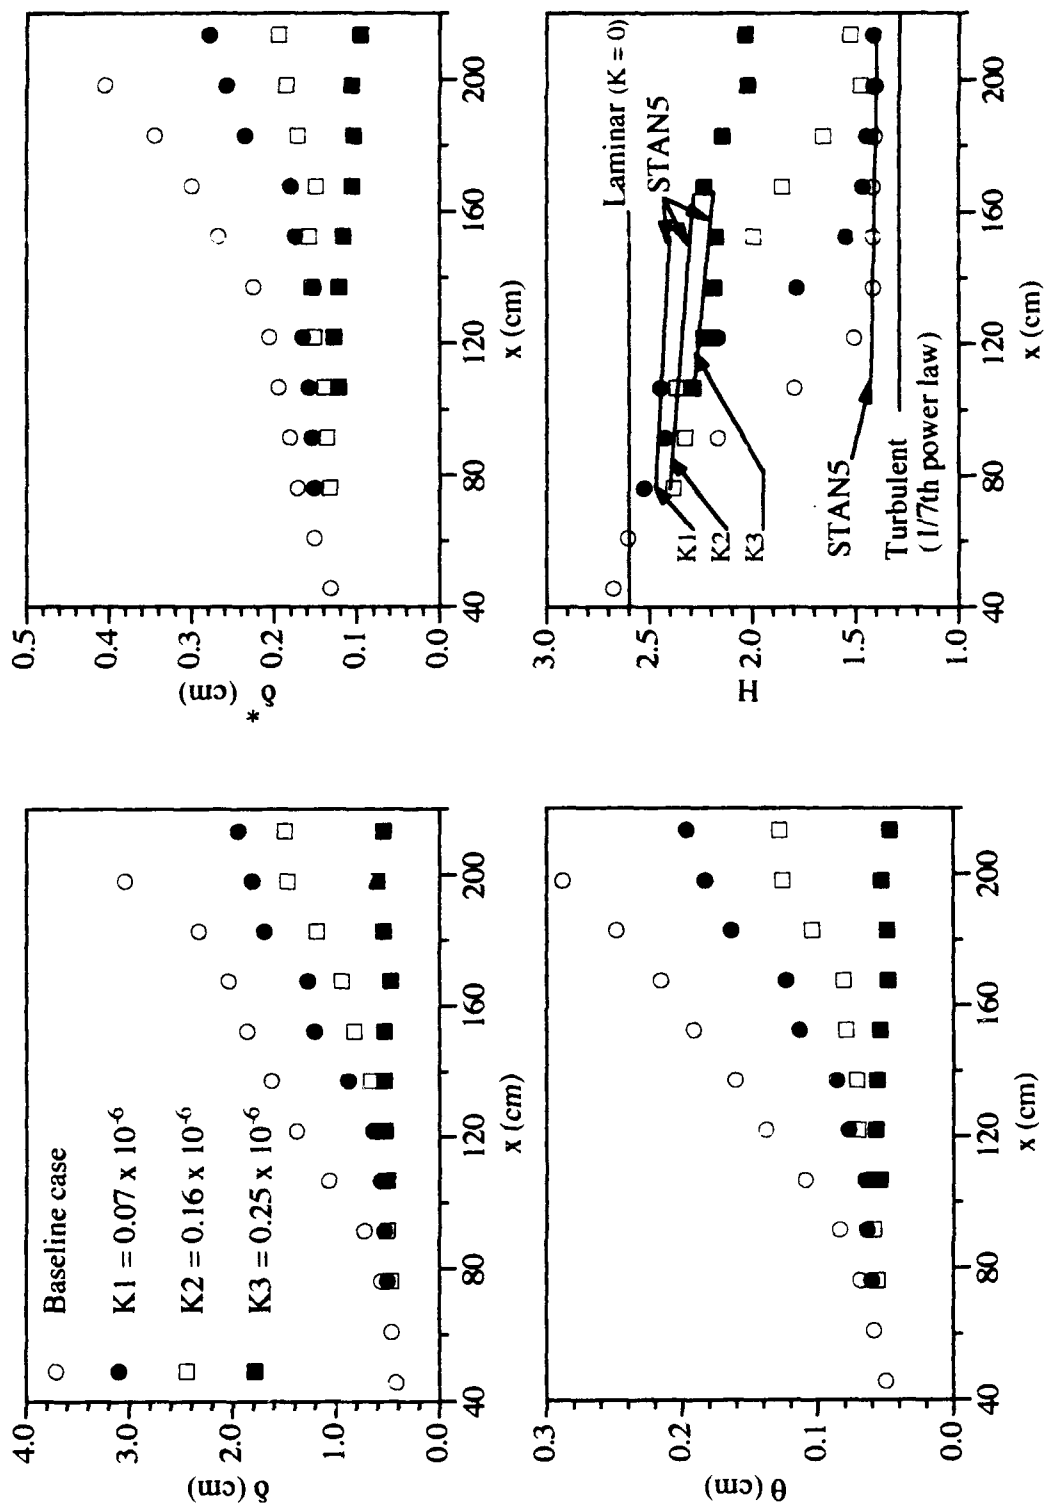 4.0
3.0
2.0
1.0
0.0
δ (cm)
Baseline case
K1 = 0.07 x 10-6
K2 = 0.16 x 10-6
K3 = 0.25 x 10-6
40
80
120
160
200
x (cm)
0.5
0.4
0.3
0.2
0.1
0.0
δ* (cm)
40
80
120
160
200
x (cm)
0.3
0.2
0.1
0.0
θ (cm)
40
80
120
160
200
x (cm)
3.0
2.5
2.0
1.5
1.0
H
Laminar (K = 0)
STAN5
K1
K2
K3
STAN5
Turbulent
(1/7th power law)
40
80
120
160
200
x (cm)